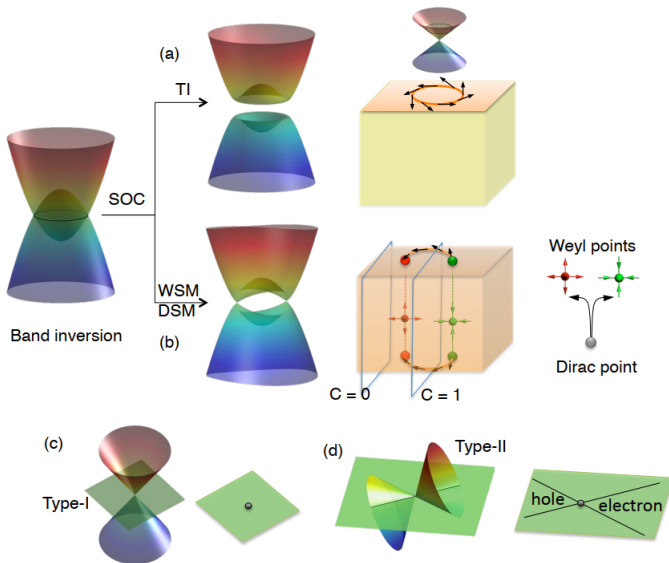 (a)
TI
SOC
WSM
DSM
Band inversion
(b)
Weyl points
Dirac point
C = 0
C = 1
(c)
Type-I
(d)
Type-II
hole
electron